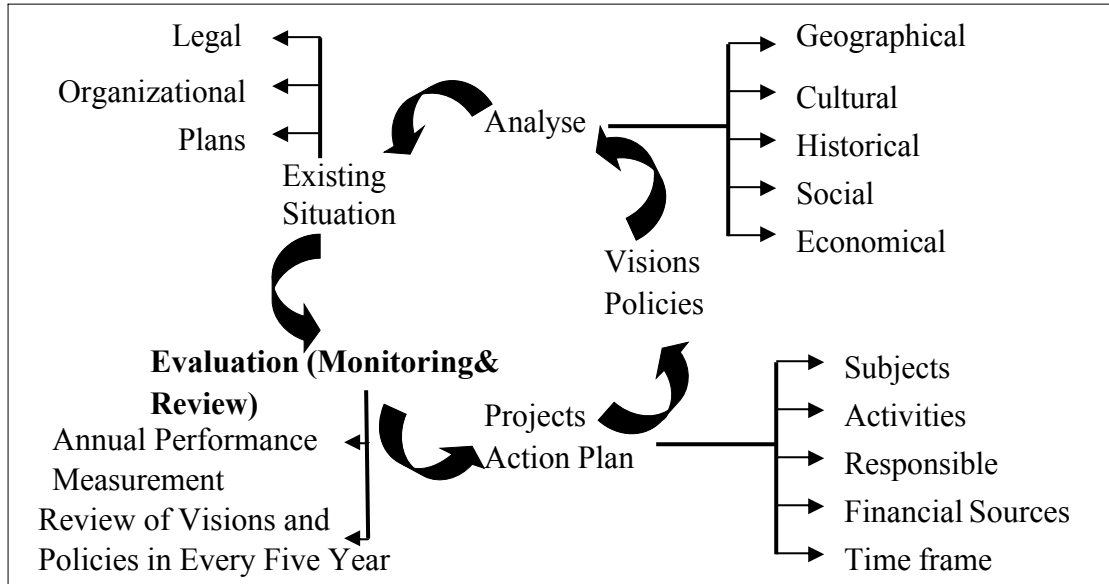 Legal
Organizational
Plans
Existing
Situation
Analyse
Geographical
Cultural
Historical
Social
Economical
Visions
Policies
Evaluation (Monitoring&
Review)
Annual Performance
Measurement
Review of Visions and
Policies in Every Five Year
Projects
Action Plan
Subjects
Activities
Responsible
Financial Sources
Time frame